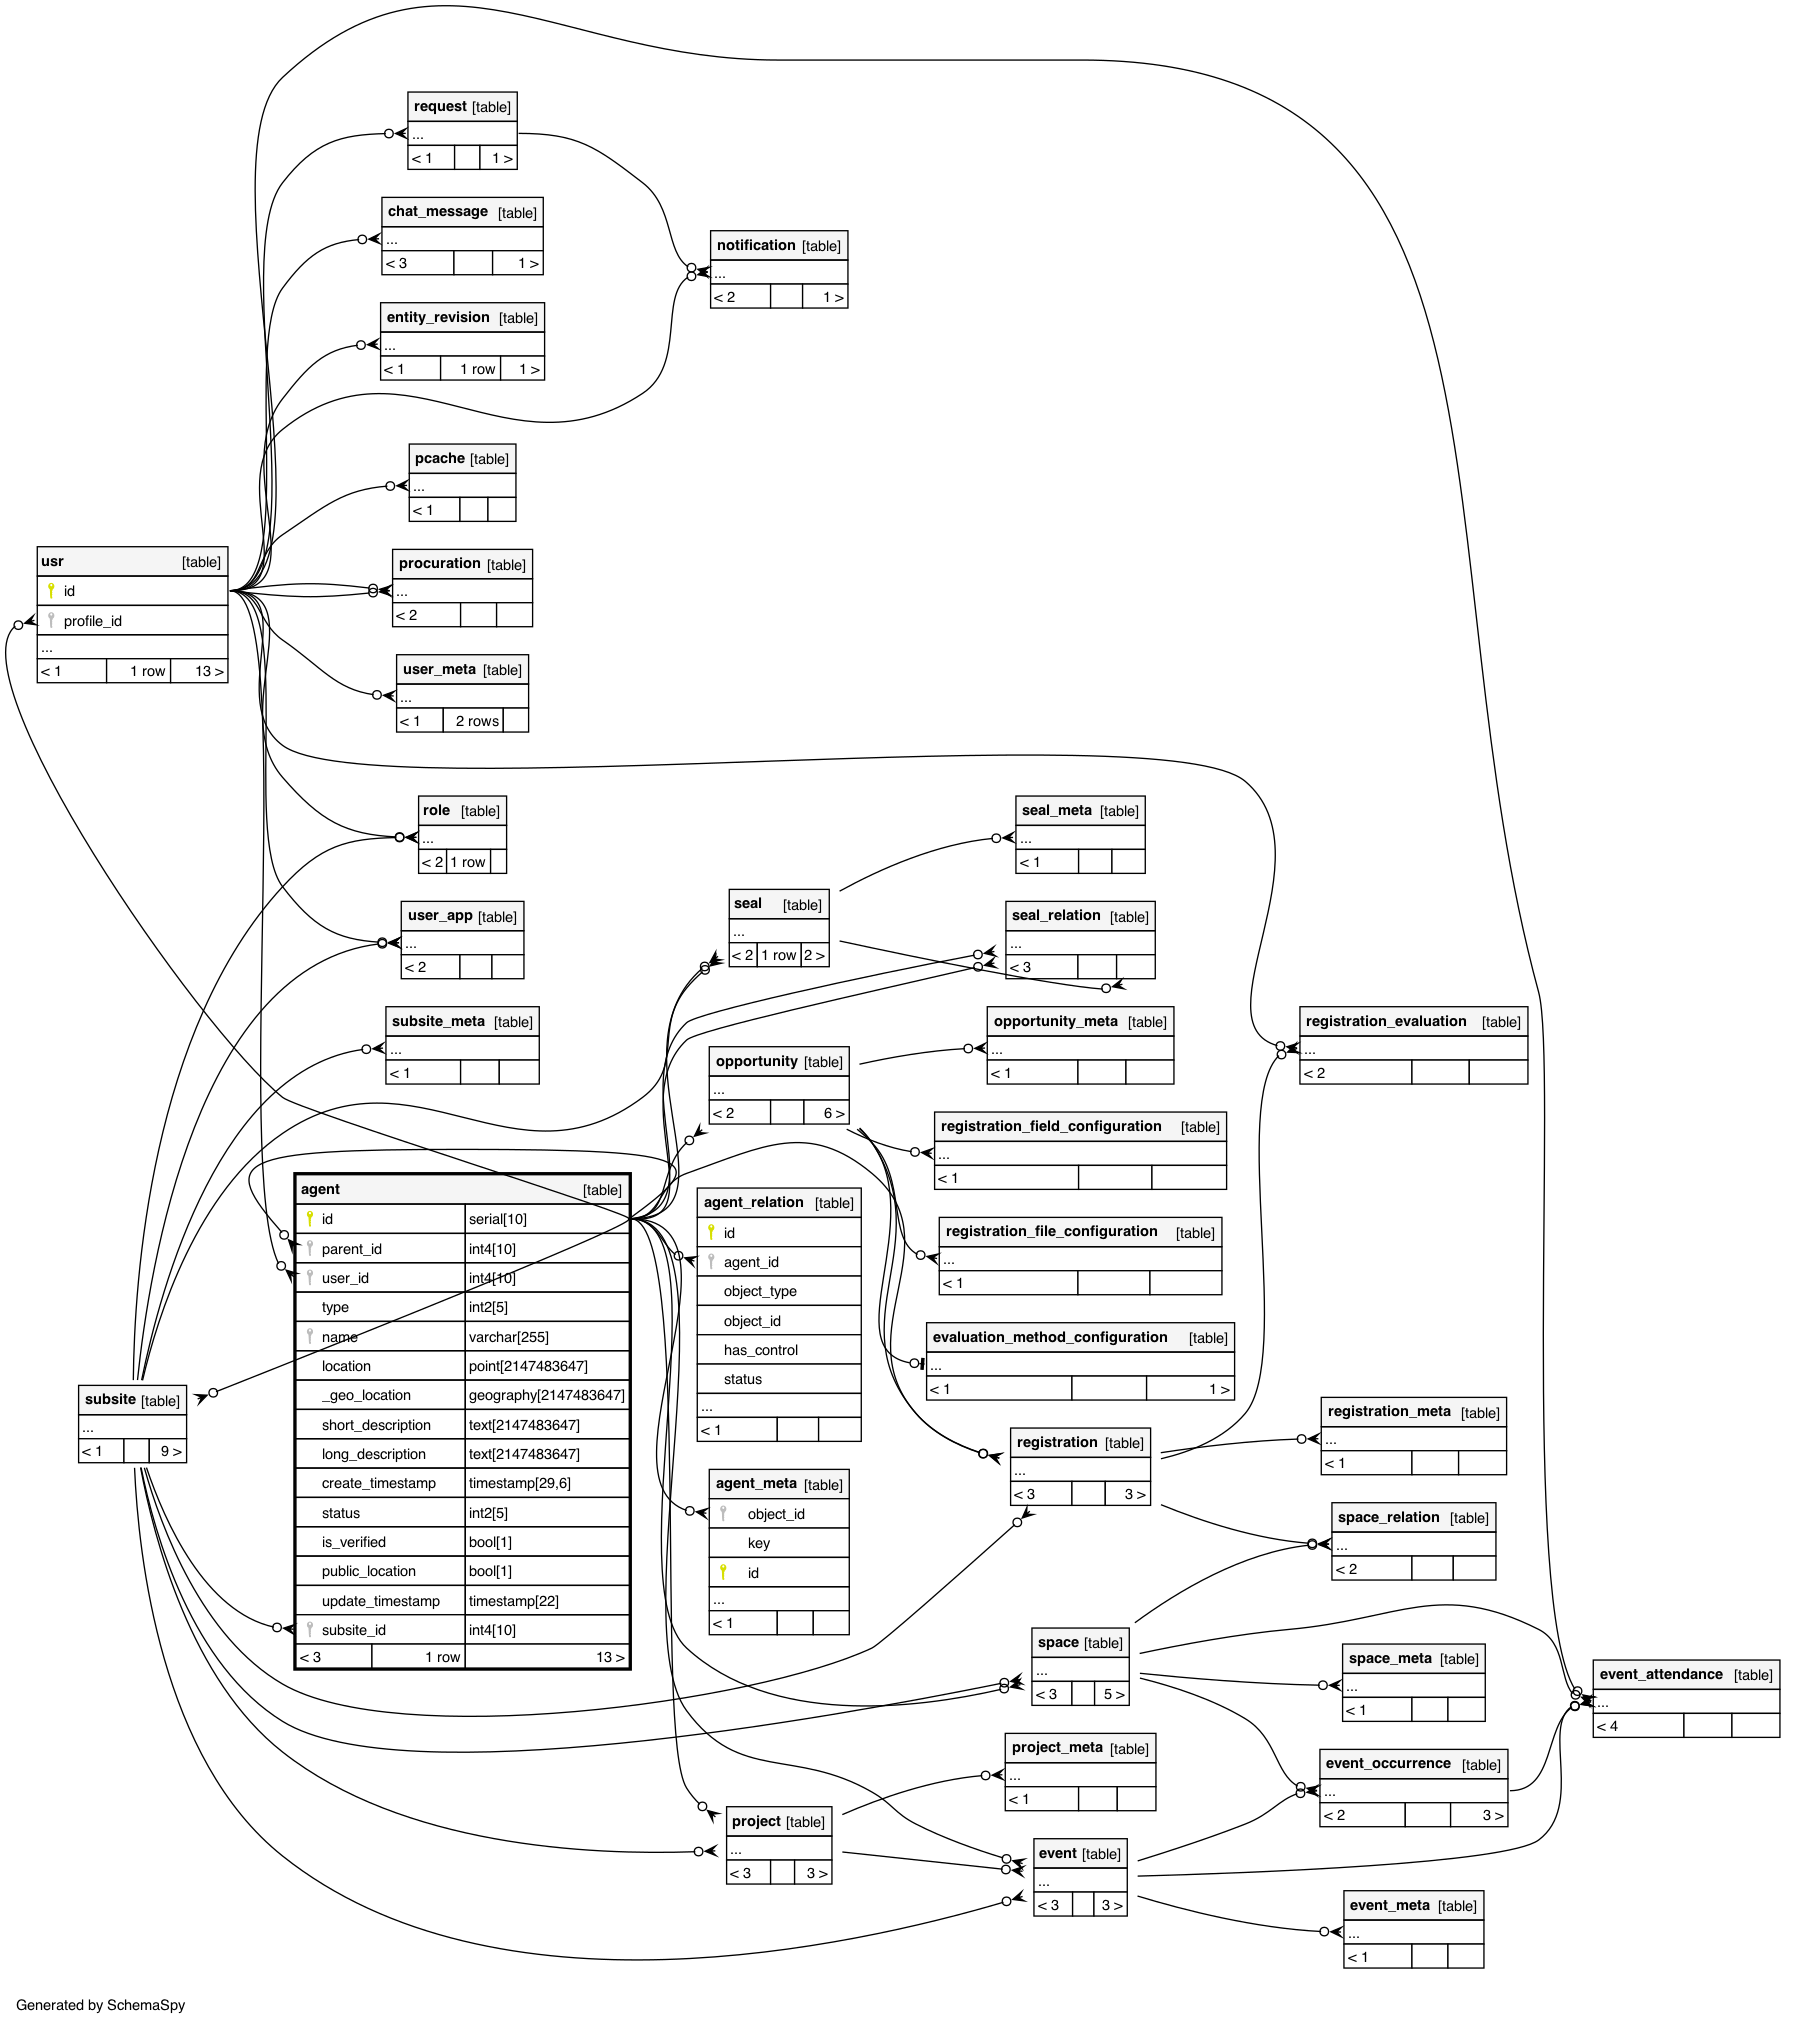 request [table]
...
< 1 1 >
chat_message [table]
...
< 3 1 >
notification [table]
...
< 2 1 >
entity_revision [table]
...
< 1 1 row 1 >
pcache [table]
...
< 1
usr [table]
id
profile_id
...
< 1 1 row 13 >
procuration [table]
...
< 2
user_meta [table]
...
< 1 2 rows
role [table]
...
< 2 1 row
seal_meta [table]
...
< 1
user_app [table]
...
< 2
seal [table]
...
< 2 1 row 2 >
seal_relation [table]
...
< 3
subsite_meta [table]
...
< 1
opportunity [table]
...
< 2 6 >
opportunity_meta [table]
...
< 1
registration_evaluation [table]
...
< 2
registration_field_configuration [table]
...
< 1
agent [table]
id serial[10]
parent_id int4[10]
user_id int4[10]
type int2[5]
name varchar[255]
location point[2147483647]
_geo_location geography[2147483647]
short_description text[2147483647]
long_description text[2147483647]
create_timestamp timestamp[29,6]
status int2[5]
is_verified bool[1]
public_location bool[1]
update_timestamp timestamp[22]
subsite_id int4[10]
< 3 1 row 13 >
agent_relation [table]
id
agent_id
object_type
object_id
has_control
status
...
< 1
registration_file_configuration [table]
...
< 1
evaluation_method_configuration [table]
...
< 1 1 >
subsite [table]
...
< 1 9 >
agent_meta [table]
object_id
key
id
...
< 1
registration [table]
...
< 3 3 >
registration_meta [table]
...
< 1
space_relation [table]
...
< 2
space [table]
...
< 3 5 >
space_meta [table]
...
< 1
event_attendance [table]
...
< 4
project_meta [table]
...
< 1
event_occurrence [table]
...
< 2 3 >
project [table]
...
< 3 3 >
event [table]
...
< 3 3 >
event_meta [table]
...
< 1
Generated by SchemaSpy